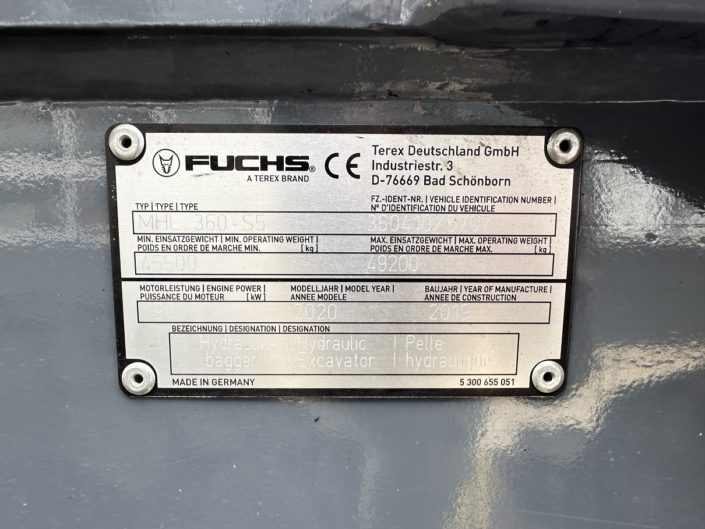 FUCHS®
A TEREX BRAND
CE
Terex Deutschland GmbH
Industriestr. 3
D-76669 Bad Schönborn
TYP | TYPE | TYPE
FZ.-IDENT-NR. | VEHICLE IDENTIFICATION NUMBER |
N° D'IDENTIFICATION DU VEHICULE
MHL 360-S5
MIN. EINSATZGEWICHT | MIN. OPERATING WEIGHT |
POIDS EN ORDRE DE MARCHE MIN. [kg]
MAX. EINSATZGEWICHT | MAX. OPERATING WEIGHT |
POIDS EN ORDRE DE MARCHE MAX. [kg]
49200
MOTORLEISTUNG | ENGINE POWER |
PUISSANCE DU MOTEUR [kW]
MODELLJAHR | MODEL YEAR |
ANNEE MODELE
BAUJAHR | YEAR OF MANUFACTURE |
ANNEE DE CONSTRUCTION
2020
2019
BEZEICHNUNG | DESIGNATION | DESIGNATION
Hydraulik- | Hydraulic | Pelle
bagger | Excavator | hydraulique
MADE IN GERMANY
5 300 655 051